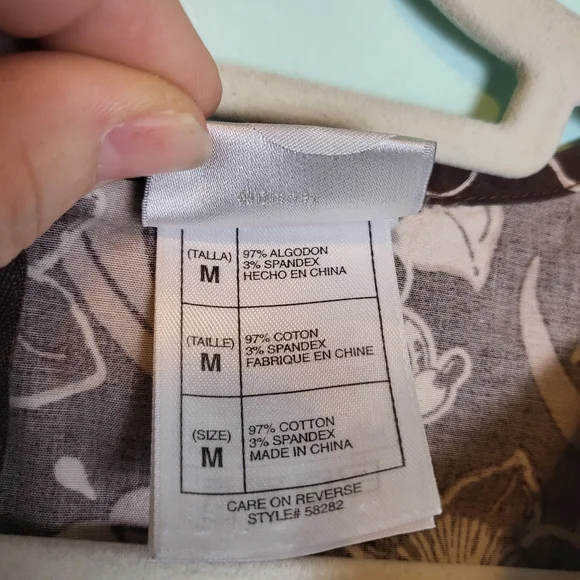 (TALLA)
M
97% ALGODON
3% SPANDEX
HECHO EN CHINA
(TAILLE)
M
97% COTON
3% SPANDEX
FABRIQUE EN CHINE
(SIZE)
M
97% COTTON
3% SPANDEX
MADE IN CHINA
CARE ON REVERSE
STYLE# 58282